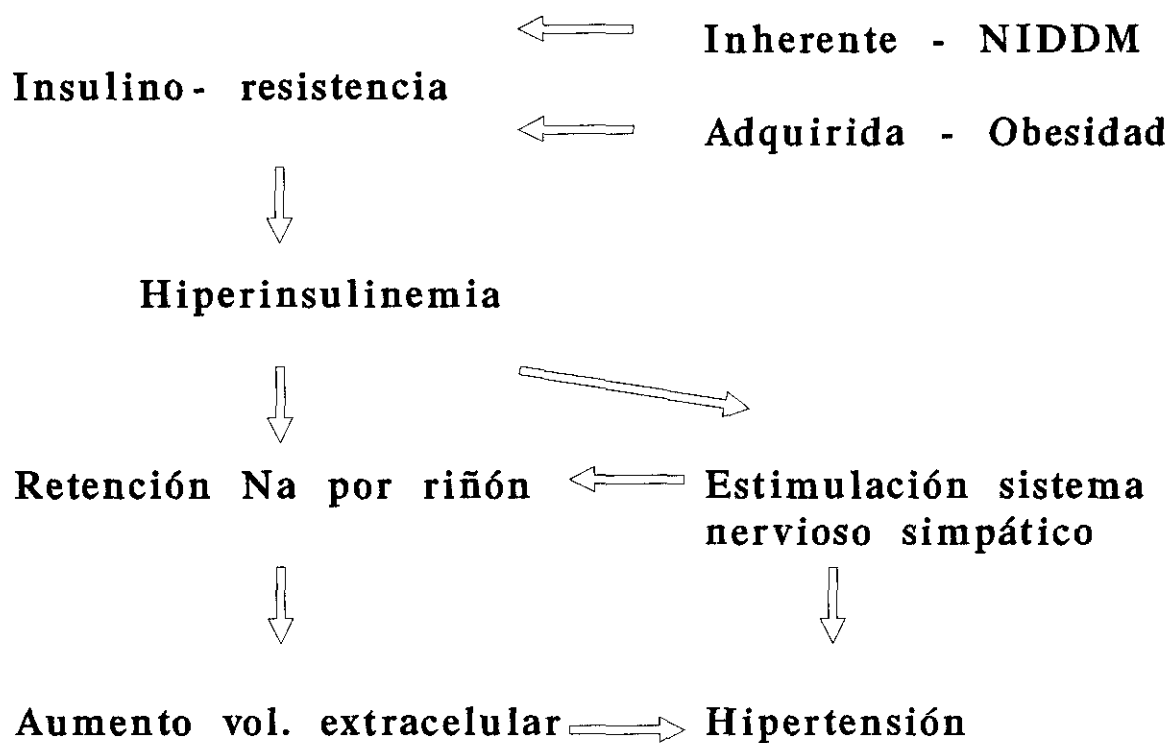 Inherente - NIDDM
Insulino- resistencia
Adquirida - Obesidad
Hiperinsulinemia
Retención Na por riñón
Estimulación sistema
nervioso simpático
Aumento vol. extracelular
Hipertensión